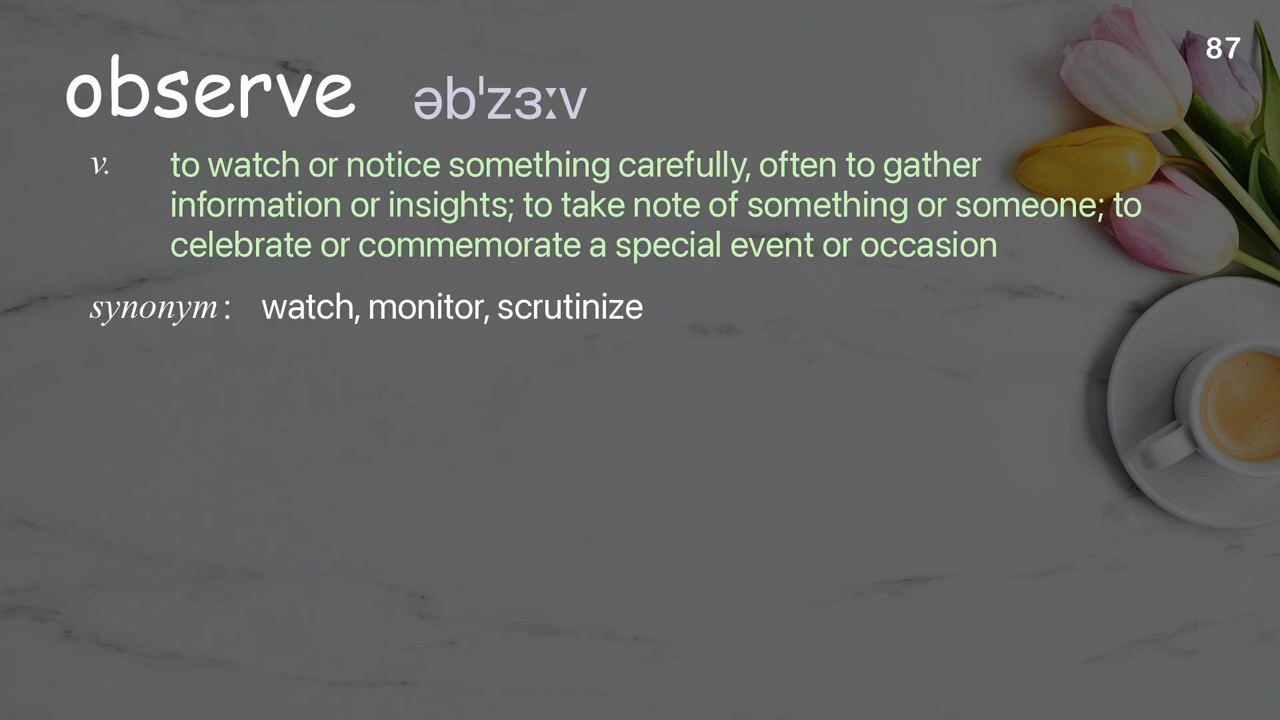 87
observe əbˈzɜːv
v. to watch or notice something carefully, often to gather
information or insights; to take note of something or someone; to
celebrate or commemorate a special event or occasion
synonym: watch, monitor, scrutinize